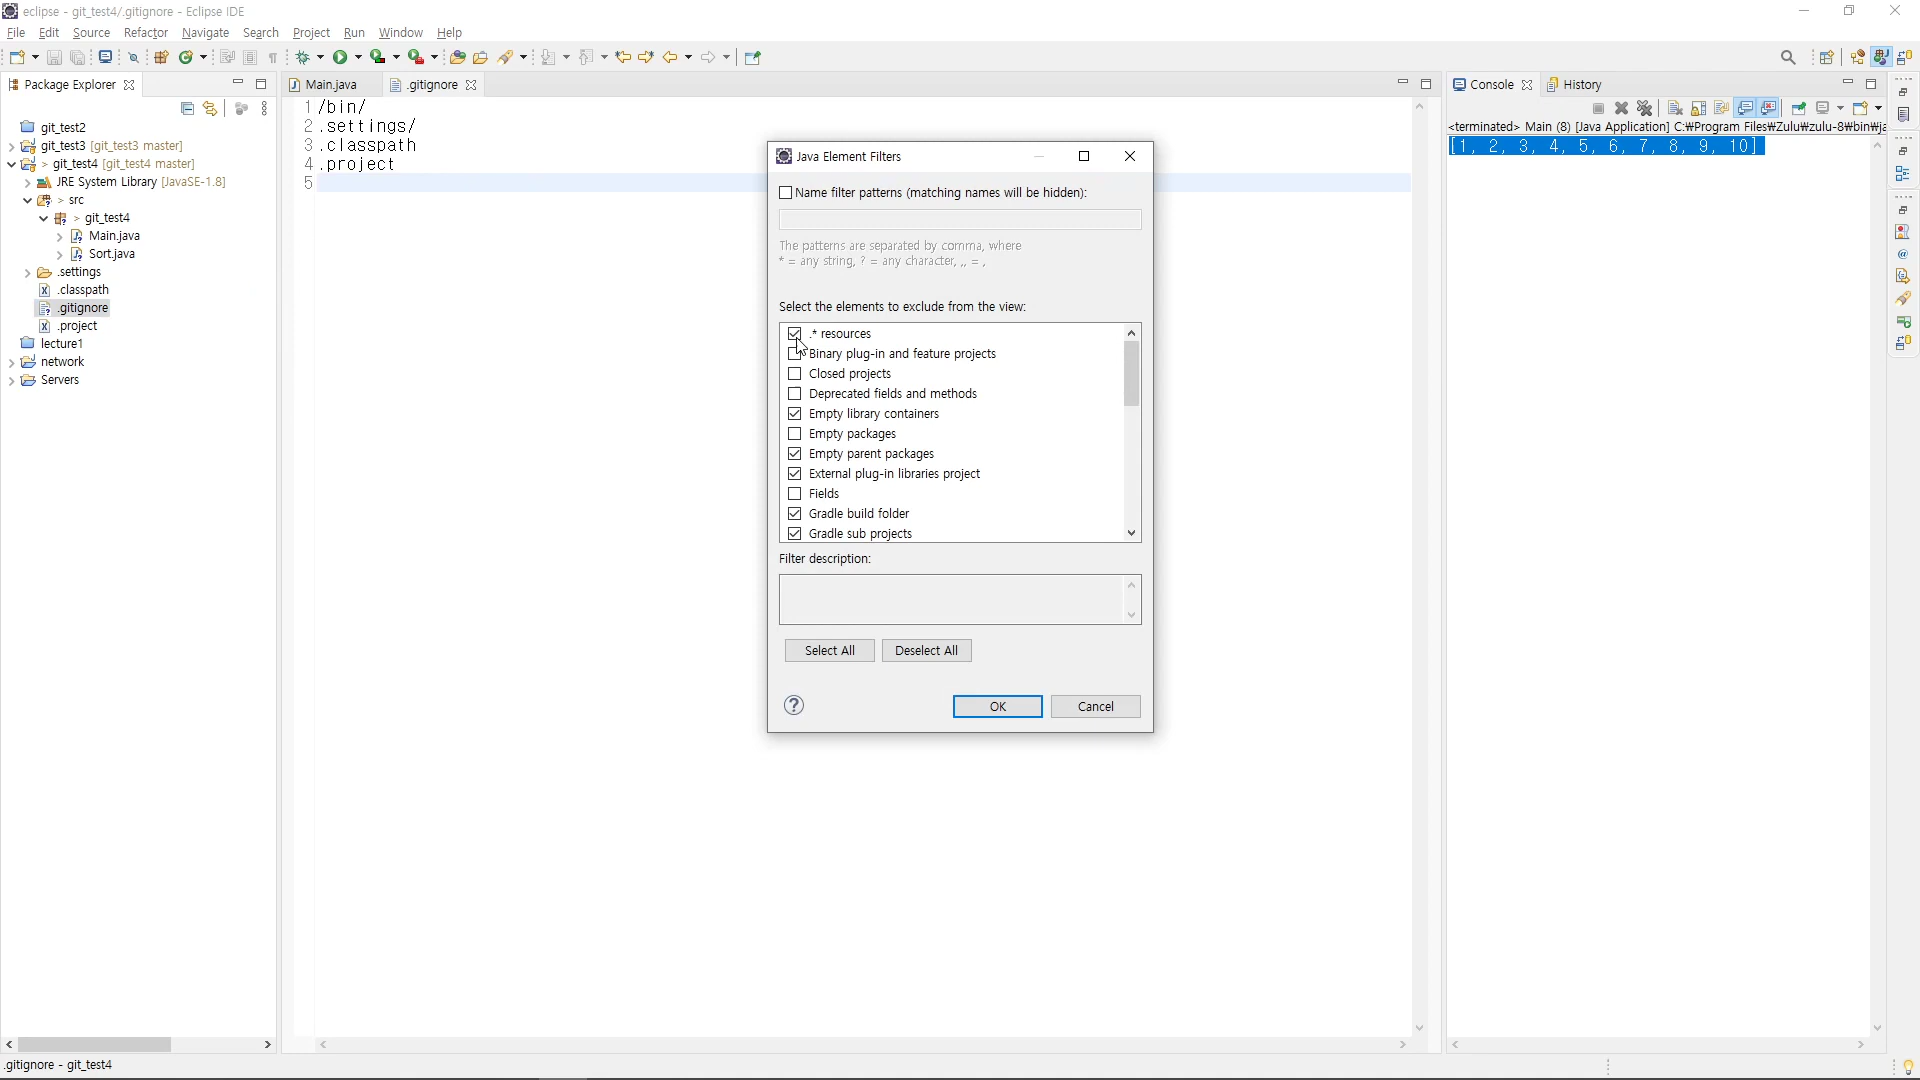 eclipse - git_test4/.gitignore - Eclipse IDE
File Edit Source Refactor Navigate Search Project Run Window Help
Package Explorer
git_test2
git_test3 [git_test3 master]
> git_test4 [git_test4 master]
JRE System Library [JavaSE-1.8]
> src
> git_test4
Main.java
Sort.java
.settings
.classpath
.gitignore
.project
lecture1
network
Servers
Main.java
.gitignore
1 /bin/
2 .settings/
3 .classpath
4 .project
5
Java Element Filters
Name filter patterns (matching names will be hidden):
The patterns are separated by comma, where
* = any string, ? = any character, ,, = ,
Select the elements to exclude from the view:
.* resources
Binary plug-in and feature projects
Closed projects
Deprecated fields and methods
Empty library containers
Empty packages
Empty parent packages
External plug-in libraries project
Fields
Gradle build folder
Gradle sub projects
Filter description:
Select All
Deselect All
OK
Cancel
Console
History
<terminated> Main (8) [Java Application] C:₩Program Files₩Zulu₩zulu-8₩bin₩ja
[1, 2, 3, 4, 5, 6, 7, 8, 9, 10]
.gitignore - git_test4